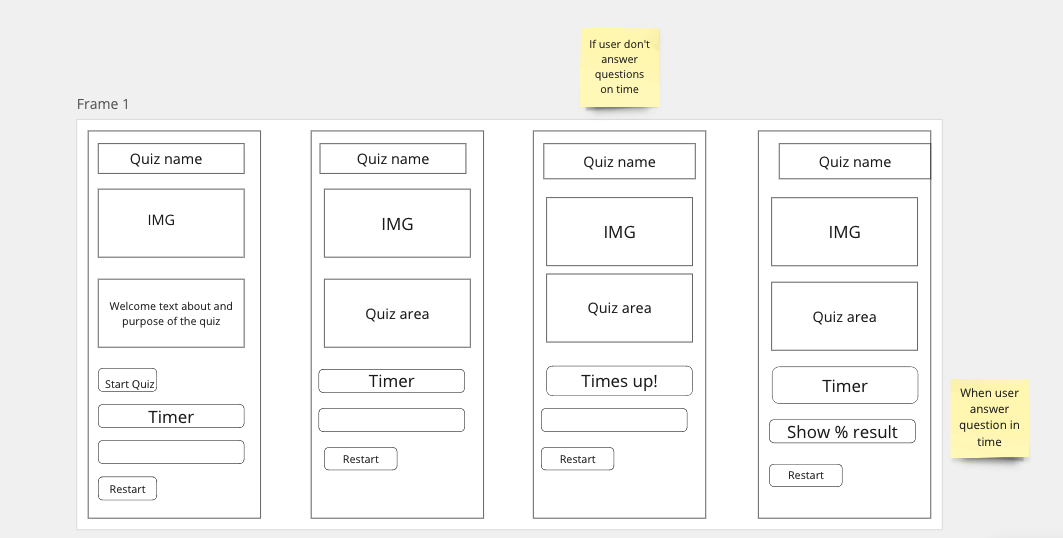 If user don't
answer
questions
on time
Frame 1
Quiz name
IMG
Welcome text about and
purpose of the quiz
Start Quiz
Timer
Restart
Quiz name
IMG
Quiz area
Timer
Restart
Quiz name
IMG
Quiz area
Times up!
Restart
Quiz name
IMG
Quiz area
Timer
Show % result
Restart
When user
answer
question in
time